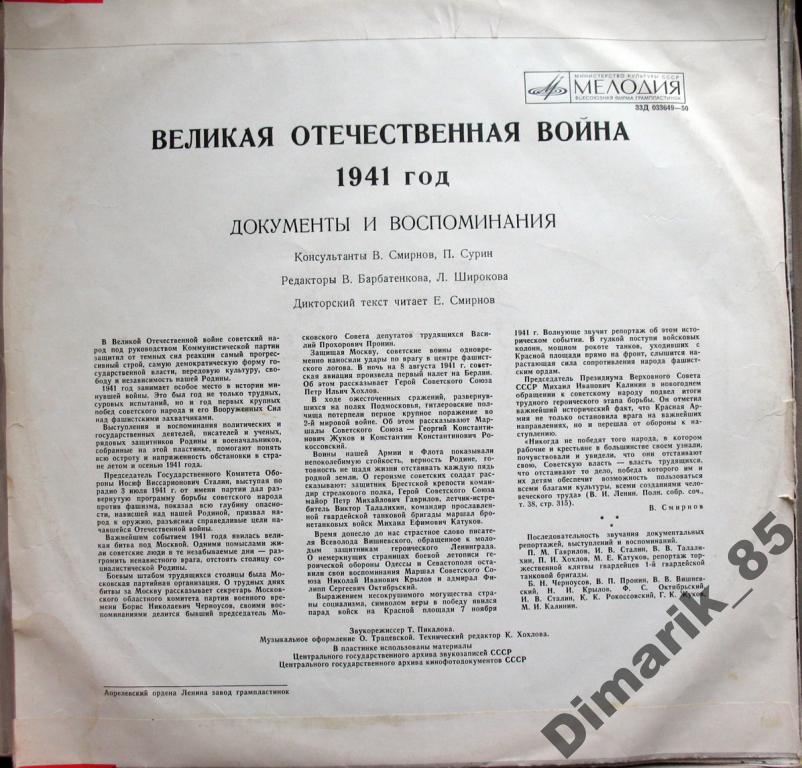 МИНИСТЕРСТВО КУЛЬТУРЫ СССР
МЕЛОДИЯ
ВСЕСОЮЗНАЯ ФИРМА ГРАМПЛАСТИНОК
33Д 033649—50
ВЕЛИКАЯ ОТЕЧЕСТВЕННАЯ ВОЙНА
1941 год
ДОКУМЕНТЫ И ВОСПОМИНАНИЯ
Консультанты В. Смирнов, П. Сурин
Редакторы В. Барбатенкова, Л. Широкова
Дикторский текст читает Е. Смирнов
В Великой Отечественной войне советский на-
род под руководством Коммунистической партии
защитил от темных сил реакции самый прогрес-
сивный строй, самую демократическую форму го-
сударственной власти, передовую культуру, сво-
боду и независимость нашей Родины.
1941 год занимает особое место в истории ми-
нувшей войны. Это был год не только трудных,
суровых испытаний, но и год первых крупных
побед советского народа и его Вооруженных Сил
над фашистскими захватчиками.
Выступления и воспоминания политических и
государственных деятелей, писателей и ученых,
рядовых защитников Родины и военачальников,
собранные на этой пластинке, помогают понять
всю остроту и напряженность обстановки в стра-
не летом и осенью 1941 года.
Председатель Государственного Комитета Обо-
роны Иосиф Виссарионович Сталин, выступая по
радио 3 июля 1941 г. от имени партии дал раз-
вернутую программу борьбы советского народа
против фашизма, показал всю глубину опасно-
сти, нависшей над нашей Родиной, призвал на-
род к оружию, разъяснил справедливые цели на-
чавшейся Отечественной войны.
Важнейшим событием 1941 года явилась вели-
кая битва под Москвой. Одними помыслами жи-
ли советские люди в те незабываемые дни — раз-
громить ненавистного врага, отстоять столицу со-
циалистической Родины.
Боевым штабом трудящихся столицы была Мо-
сковская партийная организация. О трудных днях
битвы за Москву рассказывает секретарь Москов-
ского областного комитета партии военного вре-
мени Борис Николаевич Черноусов, своими вос-
поминаниями делится бывший председатель Мо-
сковского Совета депутатов трудящихся Васи-
лий Прохорович Пронин.
Защищая Москву, советские воины одновре-
менно наносили удары по врагу в центре фашист-
ского логова. В ночь на 8 августа 1941 г. совет-
ская авиация произвела первый налет на Берлин.
Об этом рассказывает Герой Советского Союза
Петр Ильич Хохлов.
В ходе ожесточенных сражений, развернув-
шихся на полях Подмосковья, гитлеровские пол-
чища потерпели первое крупное поражение во
2-й мировой войне. Об этом рассказывают Мар-
шалы Советского Союза — Георгий Константи-
нович Жуков и Константин Константинович Ро-
коссовский.
Воины нашей Армии и Флота показывали
непоколебимую стойкость, верность Родине, го-
товность не щадя жизни отстаивать каждую пядь
родной земли. О героизме советских солдат рас-
сказывают: защитник Брестской крепости коман-
дир стрелкового полка, Герой Советского Союза
майор Петр Михайлович Гаврилов, летчик-истре-
битель Виктор Талалихин, командир прославлен-
ной гвардейской танковой бригады маршал бро-
нетанковых войск Михаил Ефимович Катуков.
Время донесло до нас страстное слово писате-
ля Всеволода Вишневского, обращенное к моло-
дым защитникам героического Ленинграда.
О немеркнущих страницах боевой летописи ге-
роической обороны Одессы и Севастополя оста-
вили свои воспоминания Маршал Советского Со-
юза Николай Иванович Крылов и адмирал Фи-
липп Сергеевич Октябрьский.
Выражением несокрушимого могущества стра-
ны социализма, символом веры в победу явился
парад войск на Красной площади 7 ноября
1941 г. Волнующе звучит репортаж об этом исто-
рическом событии. В гулкой поступи войсковых
колонн, мощном рокоте танков, уходивших с
Красной площади прямо на фронт, слышится на-
растающая сила сопротивления народа фашист-
ским ордам.
Председатель Президиума Верховного Совета
СССР Михаил Иванович Калинин в новогоднем
обращении к советскому народу подвел итоги
трудного героического этапа борьбы. Он отметил
важнейший исторический факт, что Красная Ар-
мия не только остановила врага на важнейших
направлениях, но и перешла от обороны к на-
ступлению.
«Никогда не победят того народа, в котором
рабочие и крестьяне в большинстве своем узнали,
почувствовали и увидели, что они отстаивают
свою, Советскую власть — власть трудящихся,
что отстаивают то дело, победа которого им и
их детям обеспечит возможность пользоваться
всеми благами культуры, всеми созданиями чело-
веческого труда» (В. И. Ленин. Полн. собр. соч.,
т. 38, стр. 315).
В. Смирнов
* * *
Последовательность звучания документальных
репортажей, выступлений и воспоминаний.
П. М. Гаврилов, И. В. Сталин, В. В. Талали-
хин, П. И. Хохлов, М. Е. Катуков, репортаж тор-
жественной клятвы гвардейцев 1-й гвардейской
танковой бригады.
Б. Н. Черноусов, В. П. Пронин, В. В. Вишнев-
ский, Н. И. Крылов, Ф. С. Октябрьский,
И. В. Сталин, К. К. Рокоссовский, Г. К. Жуков,
М. И. Калинин.
Звукорежиссер Т. Пикалова.
Музыкальное оформление О. Трацевской. Технический редактор К. Хохлова.
В пластинке использованы материалы
Центрального государственного архива звукозаписей СССР
Центрального государственного архива кинофотодокументов СССР
Апрелевский ордена Ленина завод грампластинок
Dimarik_85